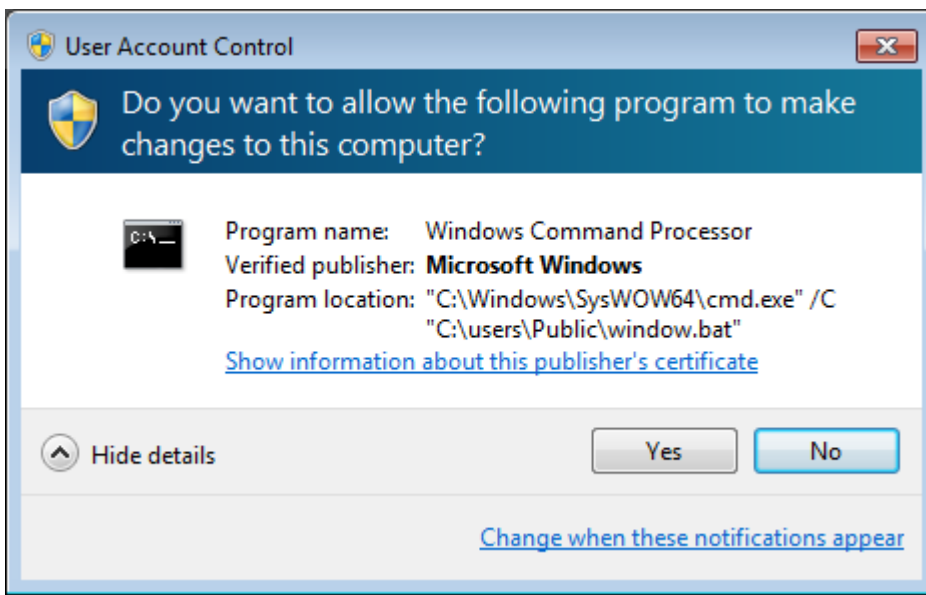 User Account Control
Do you want to allow the following program to make
changes to this computer?
C:\
Program name: Windows Command Processor
Verified publisher: Microsoft Windows
Program location: "C:\Windows\SysWOW64\cmd.exe" /C
"C:\users\Public\window.bat"
Show information about this publisher's certificate
Hide details
Yes
No
Change when these notifications appear